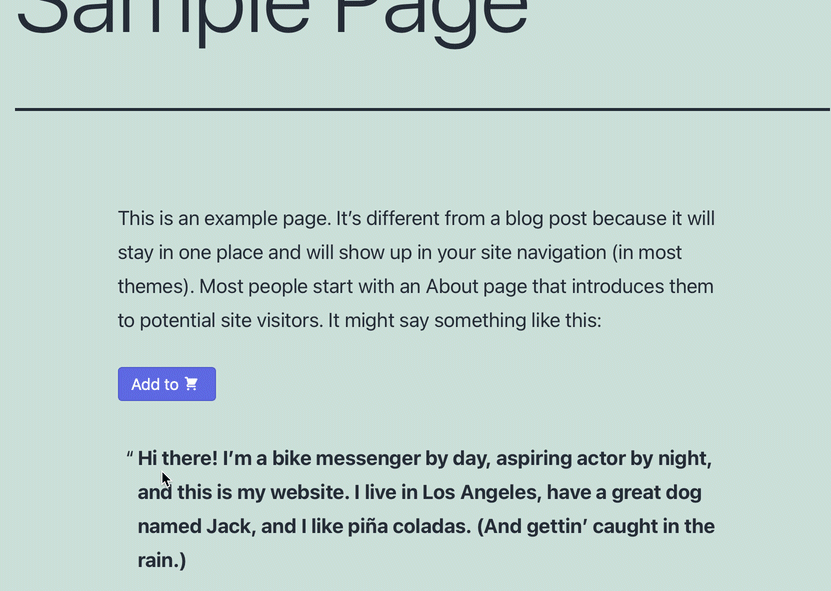 Sample Page
This is an example page. It’s different from a blog post because it will
stay in one place and will show up in your site navigation (in most
themes). Most people start with an About page that introduces them
to potential site visitors. It might say something like this:
Add to
“ Hi there! I’m a bike messenger by day, aspiring actor by night,
and this is my website. I live in Los Angeles, have a great dog
named Jack, and I like piña coladas. (And gettin’ caught in the
rain.)